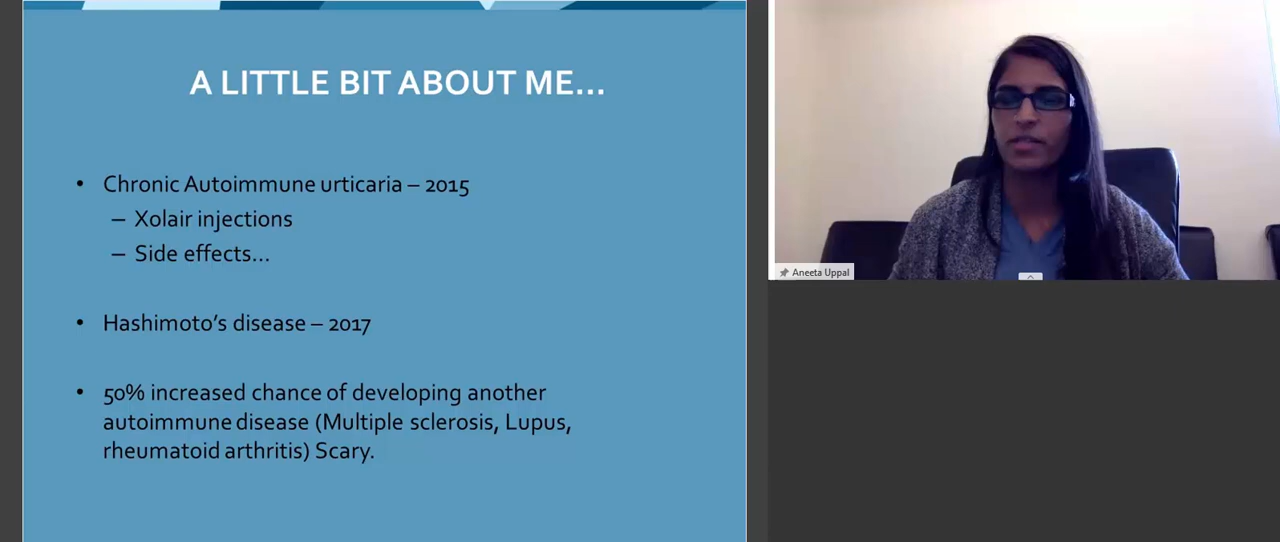 A LITTLE BIT ABOUT ME...
• Chronic Autoimmune urticaria – 2015
– Xolair injections
– Side effects...
• Hashimoto’s disease – 2017
• 50% increased chance of developing another
autoimmune disease (Multiple sclerosis, Lupus,
rheumatoid arthritis) Scary.
Aneeta Uppal